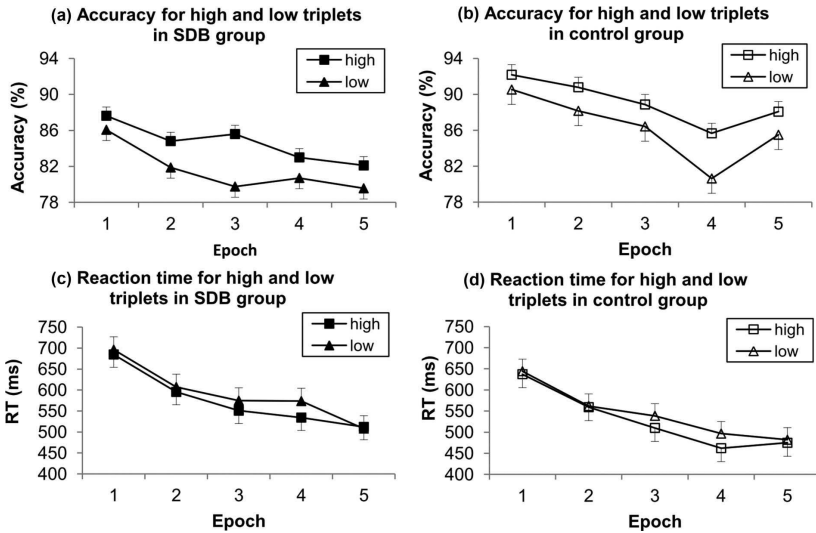 (a) Accuracy for high and low triplets
in SDB group
94
90
86
82
78
Accuracy (%)
high
low
1 2 3 4 5
Epoch
(b) Accuracy for high and low triplets
in control group
94
90
86
82
78
Accuracy (%)
high
low
1 2 3 4 5
Epoch
(c) Reaction time for high and low
triplets in SDB group
750
700
650
600
550
500
450
400
RT (ms)
high
low
1 2 3 4 5
Epoch
(d) Reaction time for high and low
triplets in control group
750
700
650
600
550
500
450
400
RT (ms)
high
low
1 2 3 4 5
Epoch